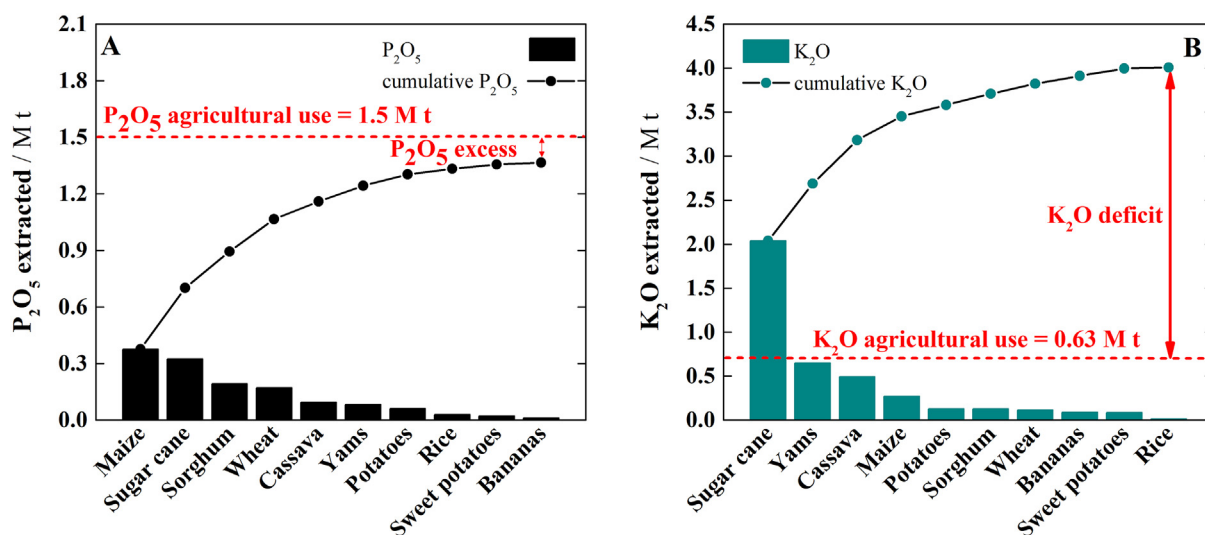 A
P₂O₅
cumulative P₂O₅
P₂O₅ agricultural use = 1.5 M t
P₂O₅ excess
P₂O₅ extracted / M t
2.1
1.8
1.5
1.2
0.9
0.6
0.3
0.0
Maize
Sugar cane
Sorghum
Wheat
Cassava
Yams
Potatoes
Rice
Sweet potatoes
Bananas
B
K₂O
cumulative K₂O
K₂O deficit
K₂O agricultural use = 0.63 M t
K₂O extracted / M t
4.5
4.0
3.5
3.0
2.5
2.0
1.5
1.0
0.5
0.0
Sugar cane
Yams
Cassava
Maize
Potatoes
Sorghum
Wheat
Bananas
Sweet potatoes
Rice